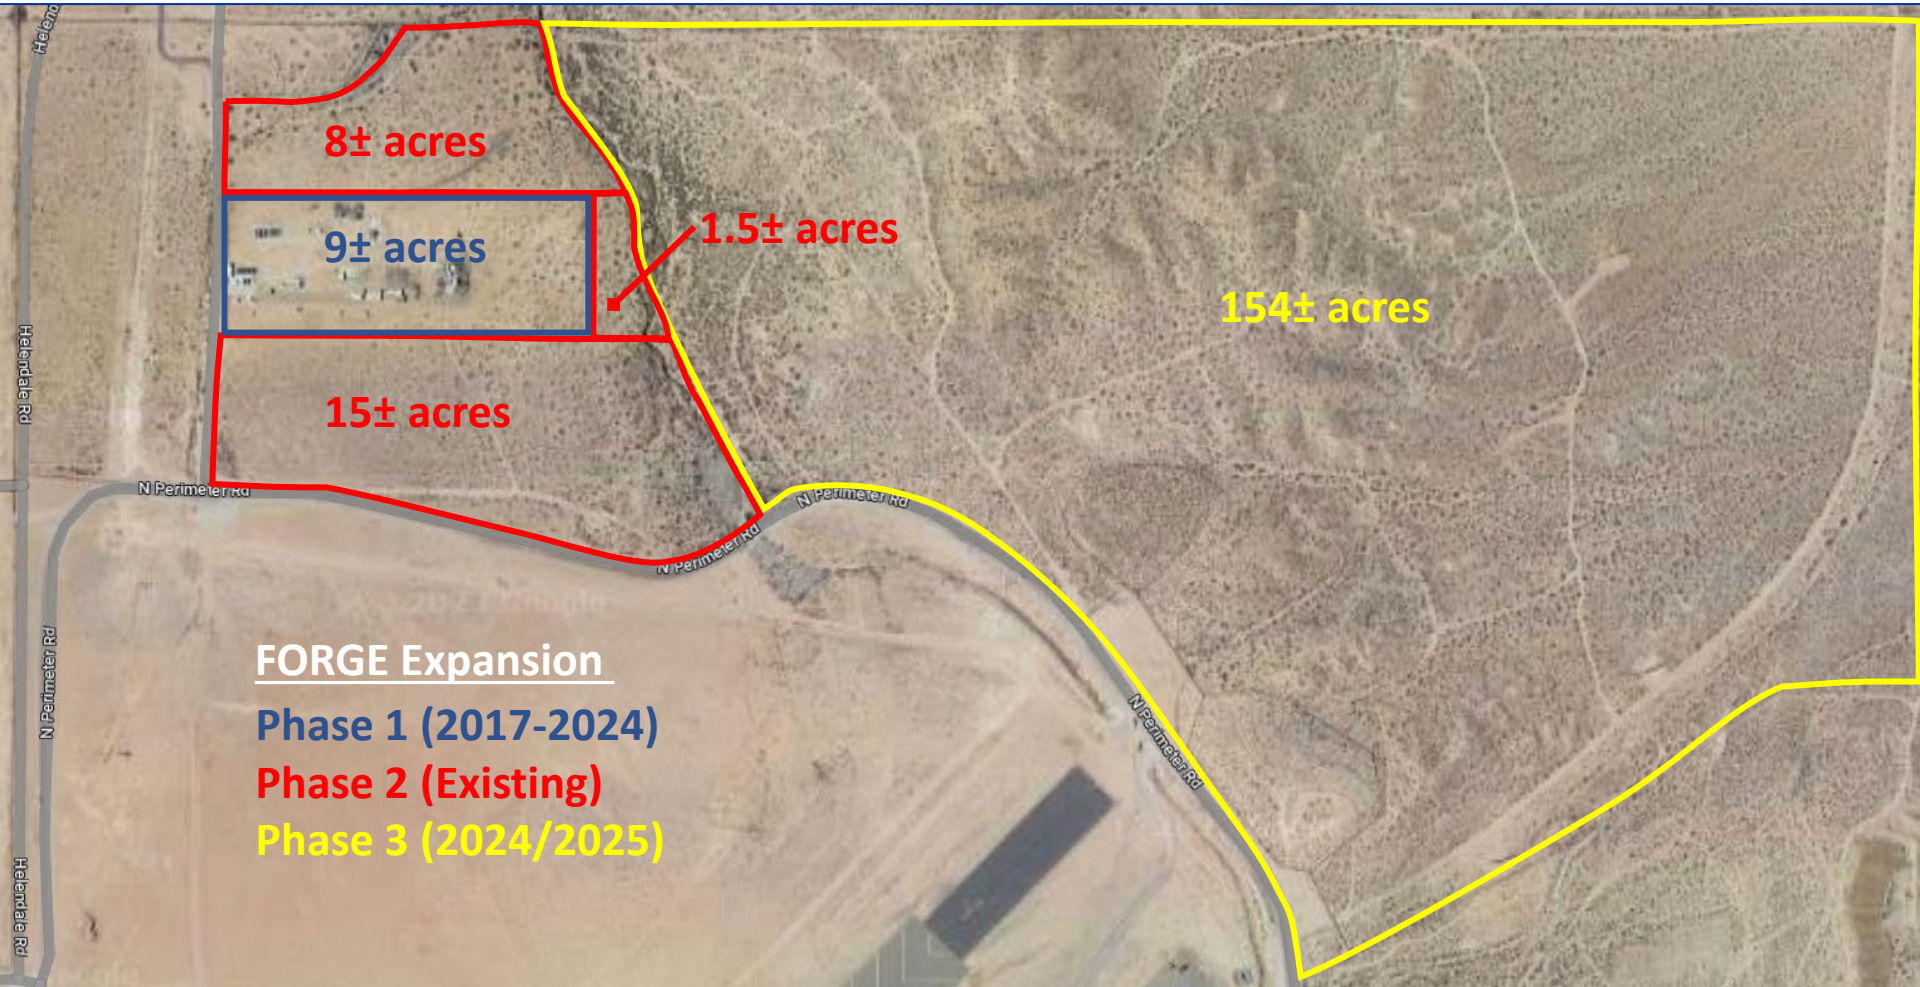 Helend
8± acres
9± acres
1.5± acres
154± acres
Helendale Rd
15± acres
N Perimeter Rd
N Perimeter Rd
N Perimeter Rd
N Perimeter Rd
N Perimeter Rd
Helendale Rd
FORGE Expansion
Phase 1 (2017-2024)
Phase 2 (Existing)
Phase 3 (2024/2025)